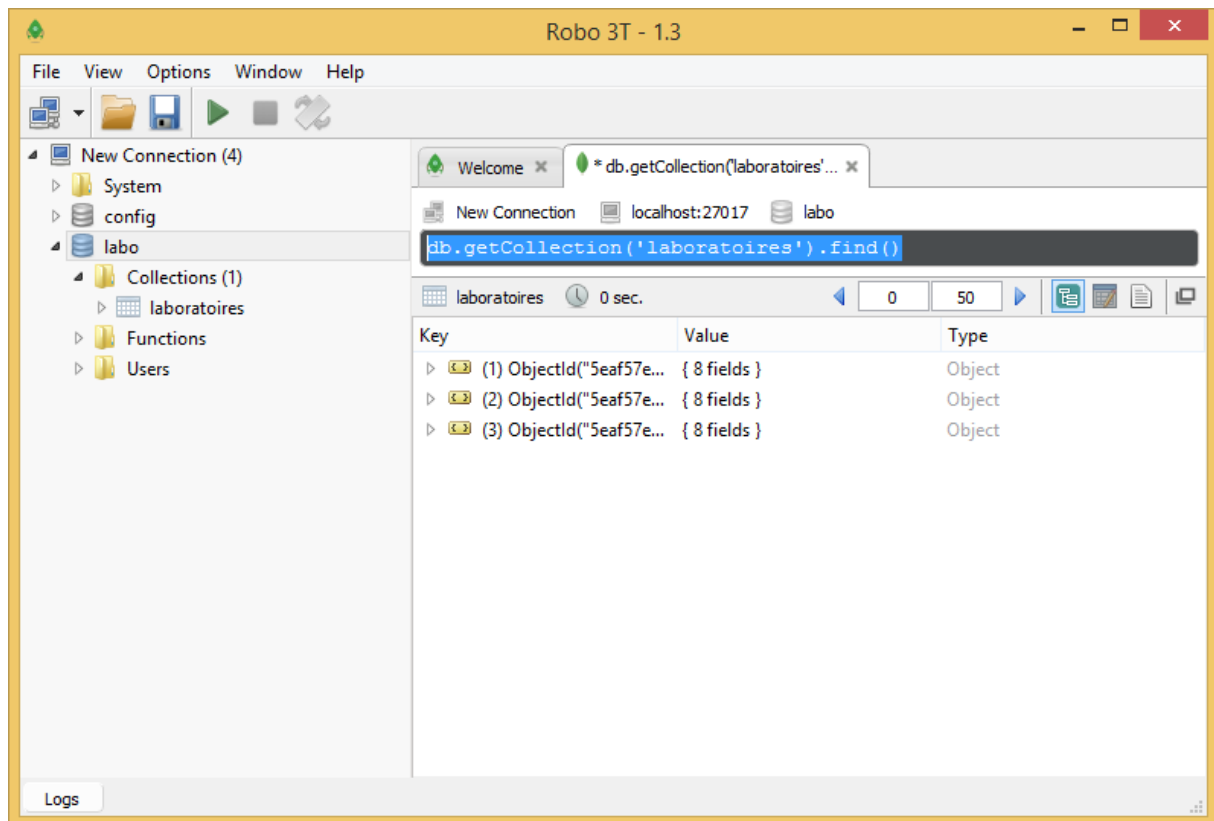 Robo 3T - 1.3
File View Options Window Help
New Connection (4)
System
config
labo
Collections (1)
laboratoires
Functions
Users
Welcome * db.getCollection('laboratoires'...
New Connection localhost:27017 labo
db.getCollection('laboratoires').find()
laboratoires 0 sec. 0 50
Key Value Type
(1) ObjectId("5eaf57e... { 8 fields } Object
(2) ObjectId("5eaf57e... { 8 fields } Object
(3) ObjectId("5eaf57e... { 8 fields } Object
Logs